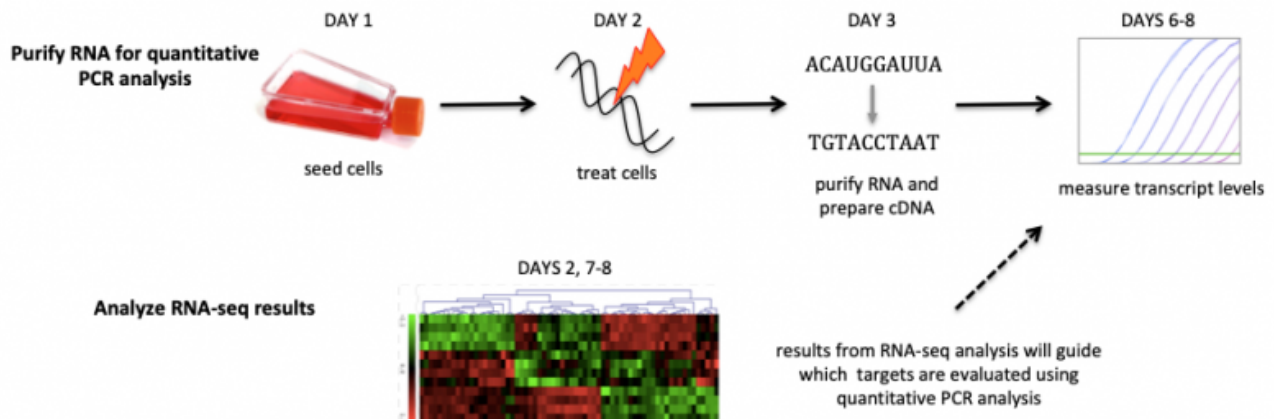 DAY 1
DAY 2
DAY 3
DAYS 6-8
Purify RNA for quantitative
PCR analysis
ACAUGGAUUA
TGTACCTAAT
seed cells
treat cells
purify RNA and
prepare cDNA
measure transcript levels
DAYS 2, 7-8
Analyze RNA-seq results
results from RNA-seq analysis will guide
which targets are evaluated using
quantitative PCR analysis